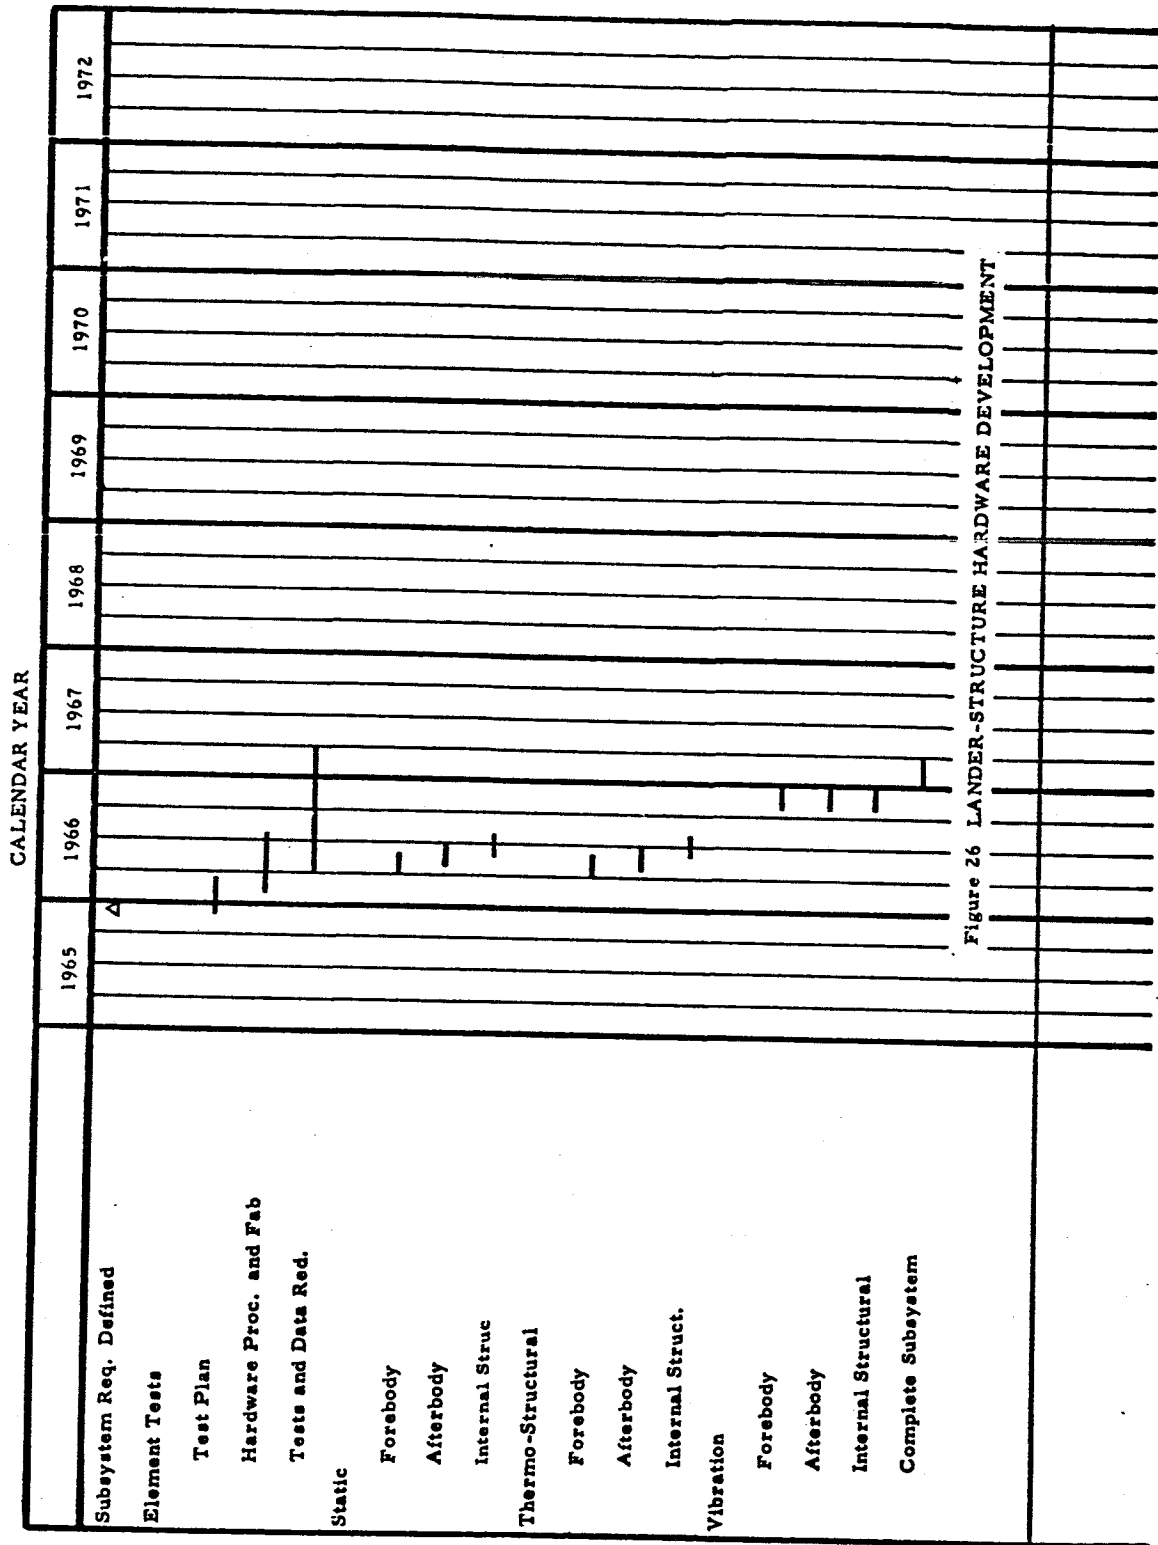 CALENDAR YEAR
1965 1966 1967 1968 1969 1970 1971 1972
Subsystem Req. Defined
Element Tests
Test Plan
Hardware Proc. and Fab
Tests and Data Red.
Static
Forebody
Afterbody
Internal Struc
Thermo-Structural
Forebody
Afterbody
Internal Struct.
Vibration
Forebody
Afterbody
Internal Structural
Complete Subsystem
Figure 26 LANDER-STRUCTURE HARDWARE DEVELOPMENT